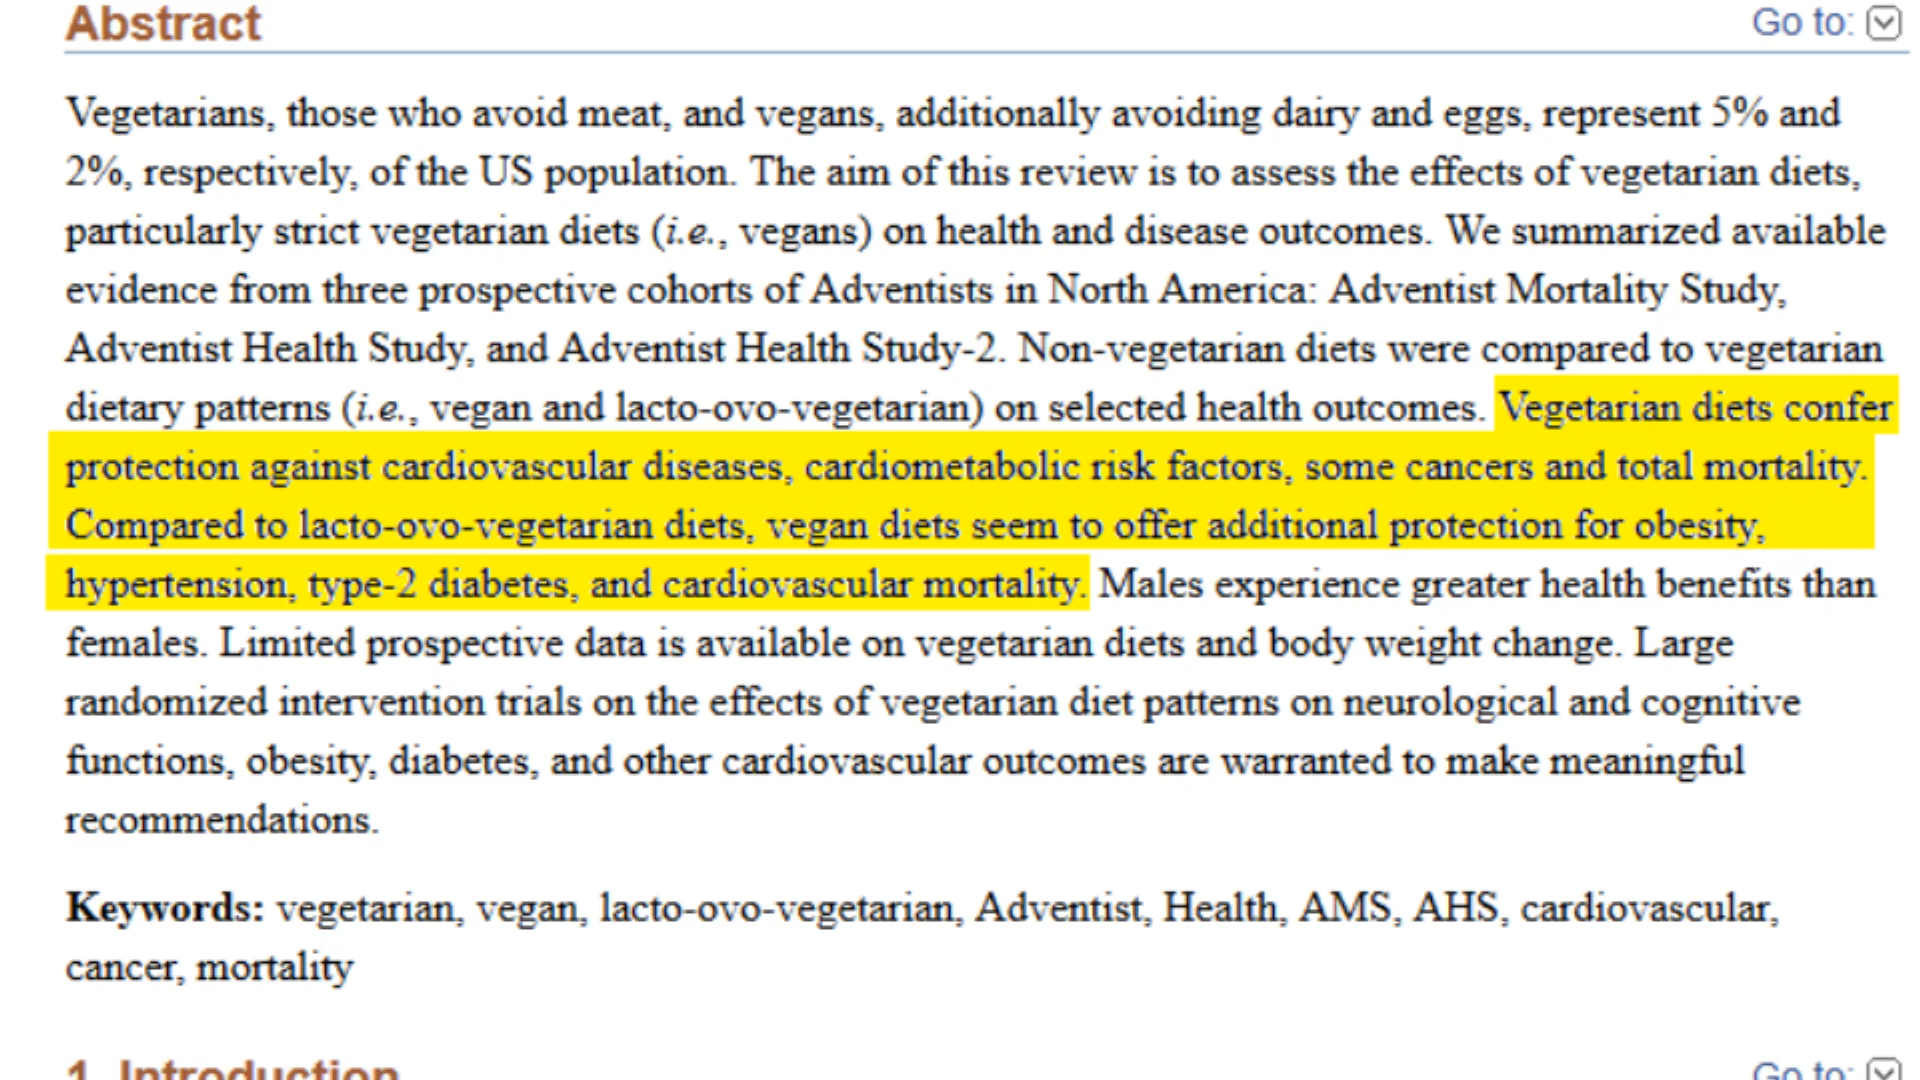 Abstract
Go to:
Vegetarians, those who avoid meat, and vegans, additionally avoiding dairy and eggs, represent 5% and
2%, respectively, of the US population. The aim of this review is to assess the effects of vegetarian diets,
particularly strict vegetarian diets (i.e., vegans) on health and disease outcomes. We summarized available
evidence from three prospective cohorts of Adventists in North America: Adventist Mortality Study,
Adventist Health Study, and Adventist Health Study-2. Non-vegetarian diets were compared to vegetarian
dietary patterns (i.e., vegan and lacto-ovo-vegetarian) on selected health outcomes. Vegetarian diets confer
protection against cardiovascular diseases, cardiometabolic risk factors, some cancers and total mortality.
Compared to lacto-ovo-vegetarian diets, vegan diets seem to offer additional protection for obesity,
hypertension, type-2 diabetes, and cardiovascular mortality. Males experience greater health benefits than
females. Limited prospective data is available on vegetarian diets and body weight change. Large
randomized intervention trials on the effects of vegetarian diet patterns on neurological and cognitive
functions, obesity, diabetes, and other cardiovascular outcomes are warranted to make meaningful
recommendations.
Keywords: vegetarian, vegan, lacto-ovo-vegetarian, Adventist, Health, AMS, AHS, cardiovascular,
cancer, mortality
1. Introduction
Go to: